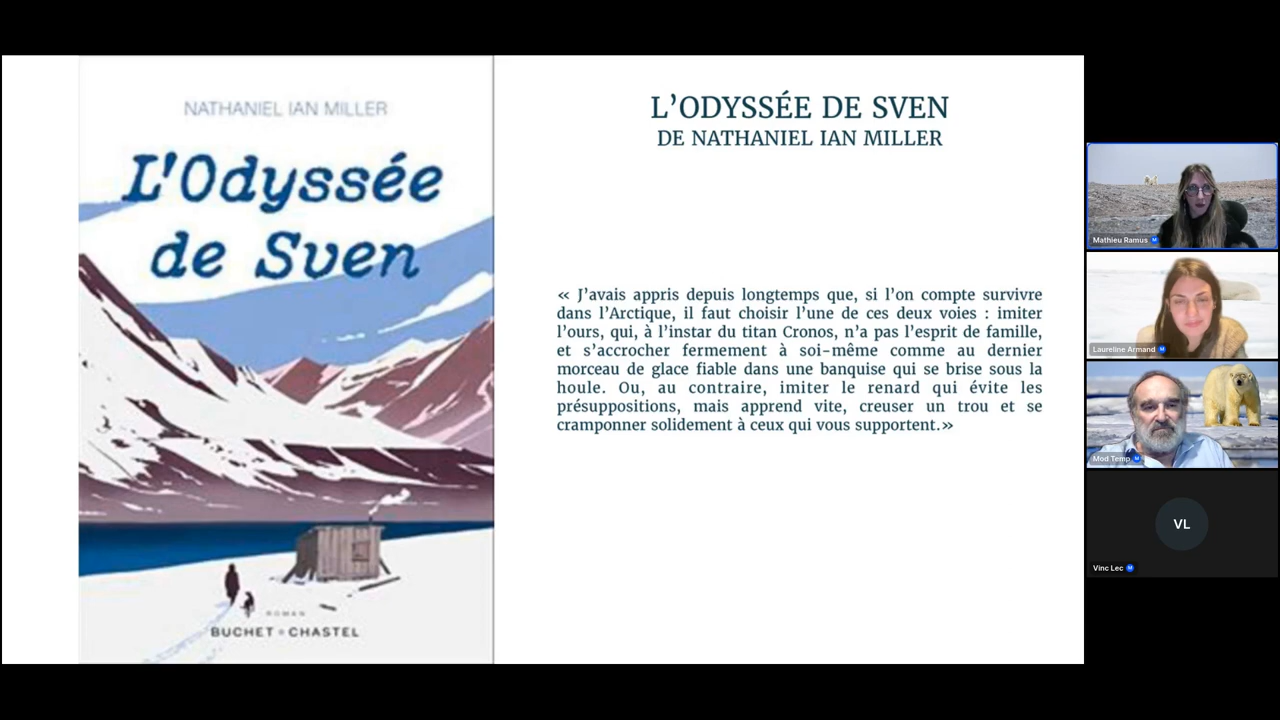 NATHANIEL IAN MILLER
L'Odyssée
de Sven
ROMAN
BUCHET • CHASTEL
L'ODYSSÉE DE SVEN
DE NATHANIEL IAN MILLER
« J'avais appris depuis longtemps que, si l'on compte survivre
dans l'Arctique, il faut choisir l'une de ces deux voies : imiter
l'ours, qui, à l'instar du titan Cronos, n'a pas l'esprit de famille,
et s'accrocher fermement à soi-même comme au dernier
morceau de glace fiable dans une banquise qui se brise sous la
houle. Ou, au contraire, imiter le renard qui évite les
présuppositions, mais apprend vite, creuser un trou et se
cramponner solidement à ceux qui vous supportent.»
Mathieu Ramus M
Laureline Armand M
Mod Temp M
VL
Vinc Lec M